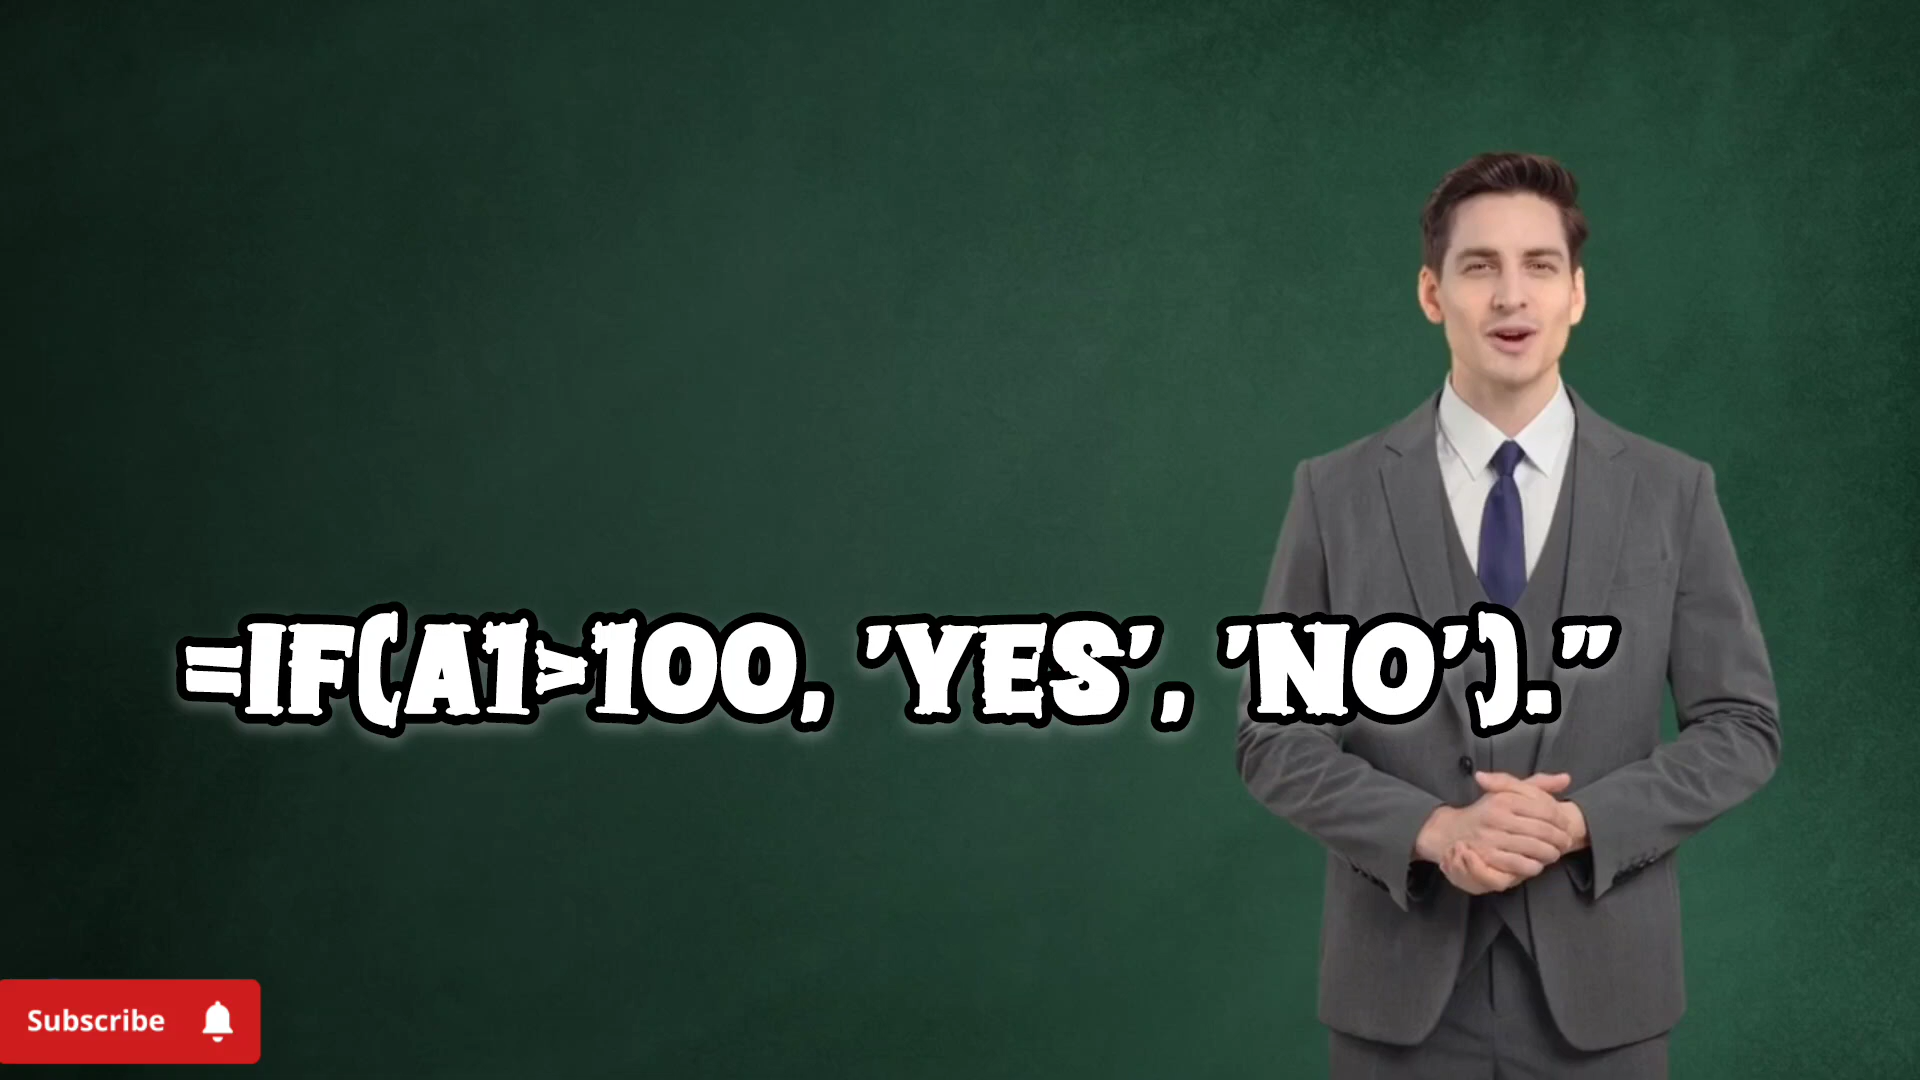 =IF(A1>100, 'YES', 'NO').”
Subscribe